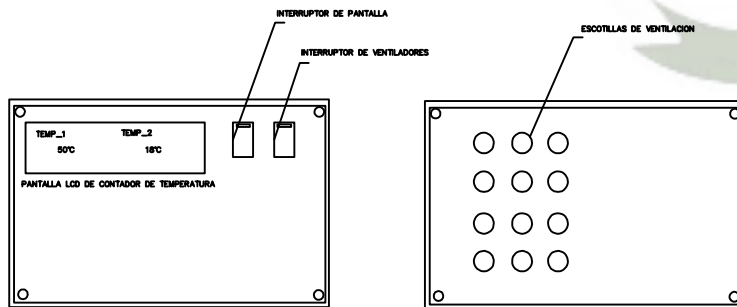 INTERRUPTOR DE PANTALLA
ESCOTILLAS DE VENTILACION
INTERRUPTOR DE VENTILADORES
TEMP_1 TEMP_2
50°C 18°C
PANTALLA LCD DE CONTADOR DE TEMPERATURA